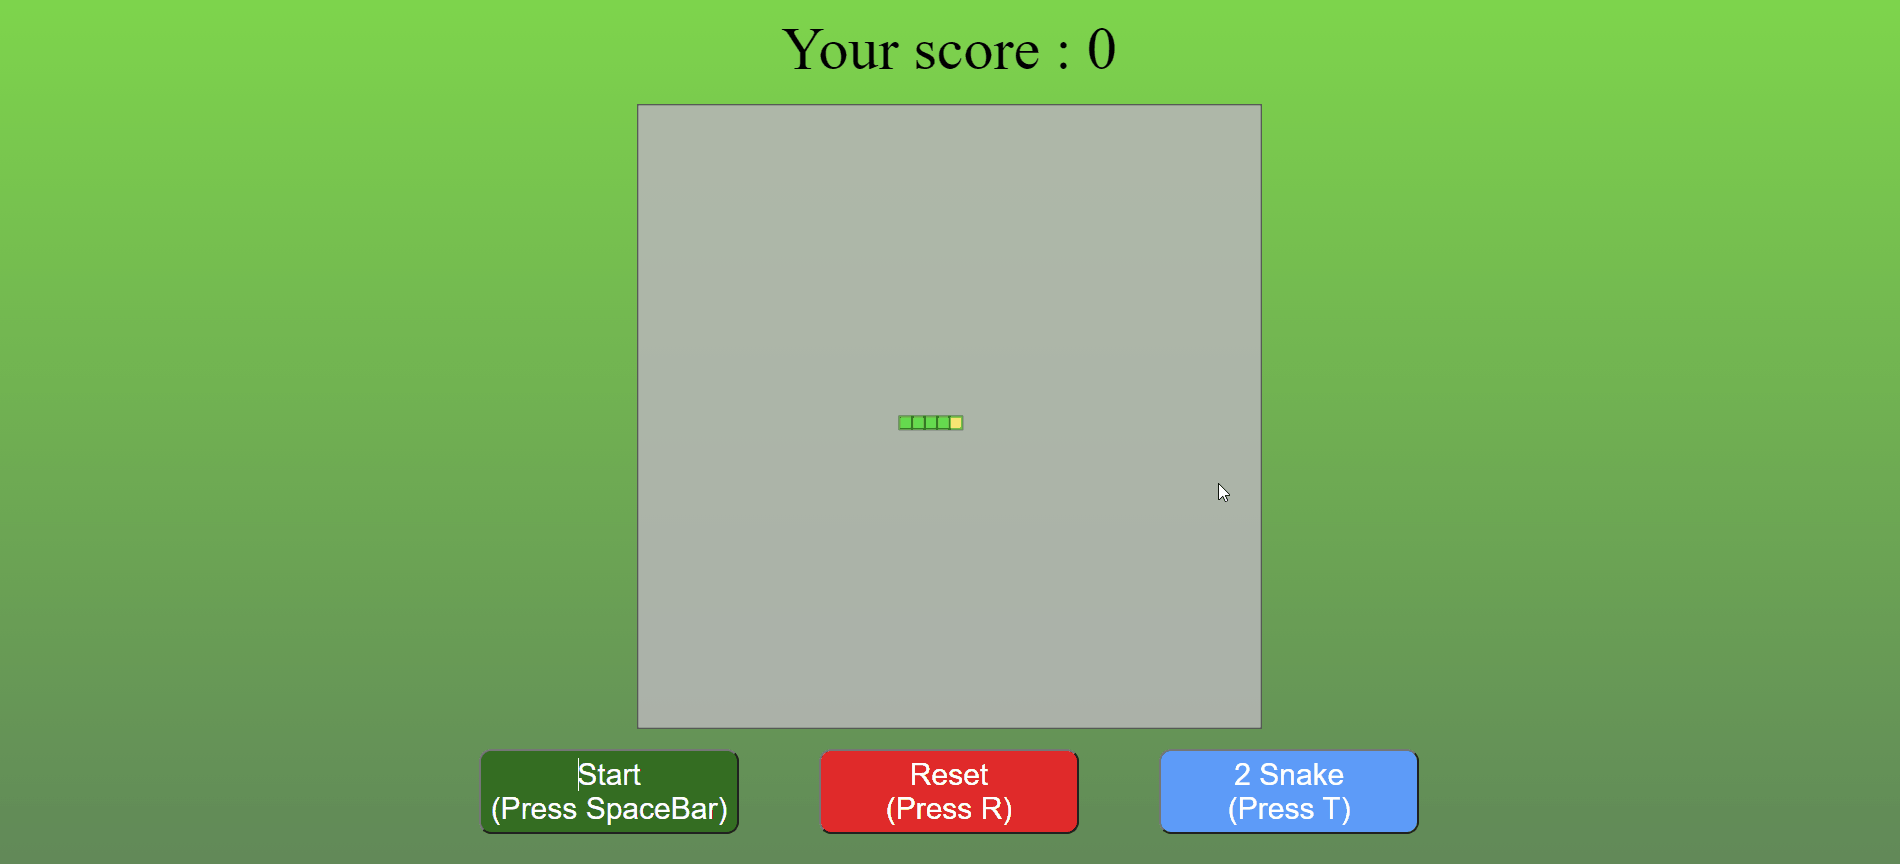 Your score : 0
Start
(Press SpaceBar)
Reset
(Press R)
2 Snake
(Press T)